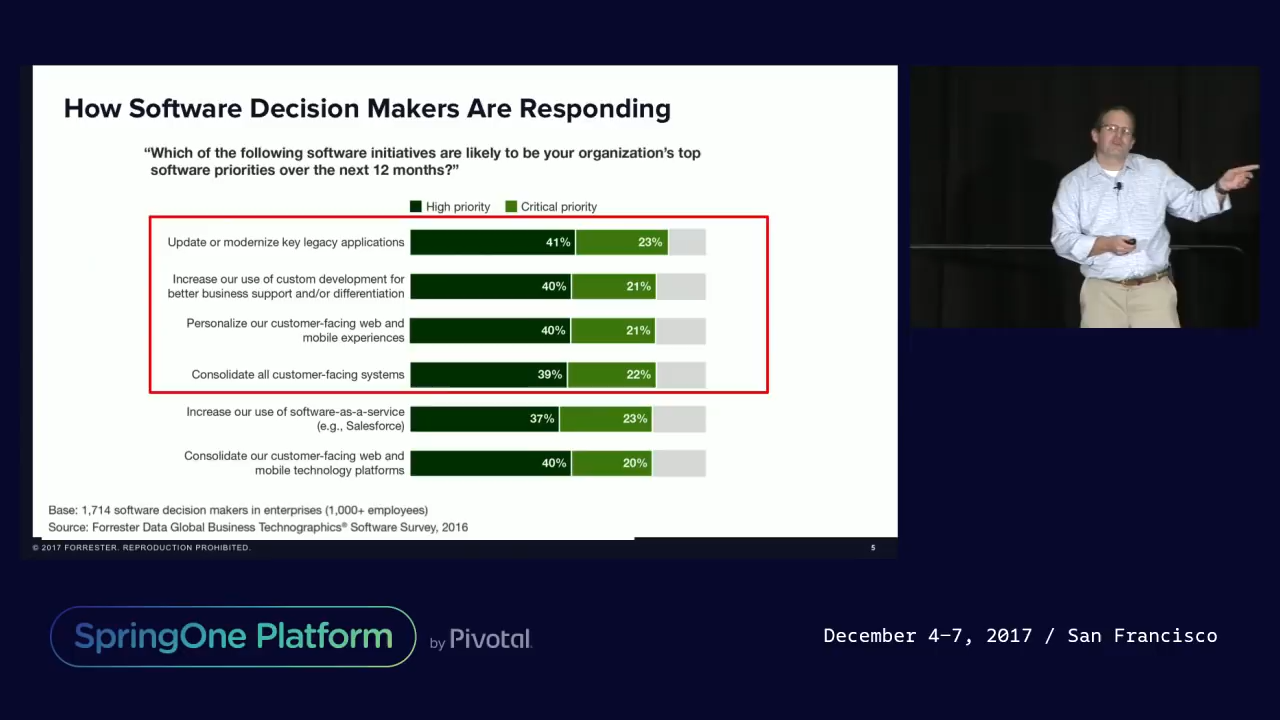 How Software Decision Makers Are Responding
“Which of the following software initiatives are likely to be your organization’s top
software priorities over the next 12 months?”
High priority Critical priority
Update or modernize key legacy applications 41% 23%
Increase our use of custom development for
better business support and/or differentiation 40% 21%
Personalize our customer-facing web and
mobile experiences 40% 21%
Consolidate all customer-facing systems 39% 22%
Increase our use of software-as-a-service
(e.g., Salesforce) 37% 23%
Consolidate our customer-facing web and
mobile technology platforms 40% 20%
Base: 1,714 software decision makers in enterprises (1,000+ employees)
Source: Forrester Data Global Business Technographics® Software Survey, 2016
© 2017 FORRESTER. REPRODUCTION PROHIBITED. 5
SpringOne Platform by Pivotal.
December 4–7, 2017 / San Francisco